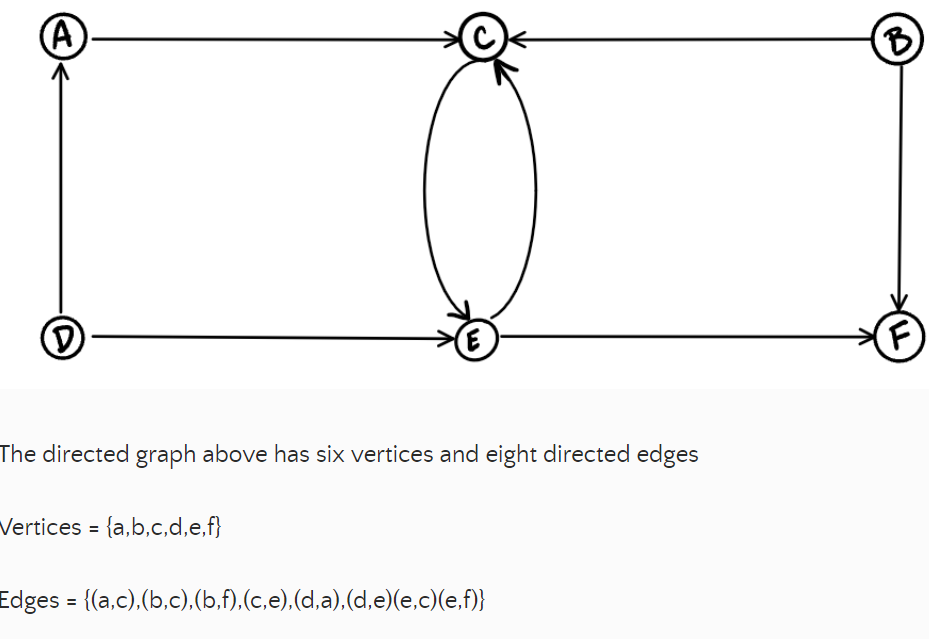 A C B
D E F
The directed graph above has six vertices and eight directed edges
Vertices = {a,b,c,d,e,f}
Edges = {(a,c),(b,c),(b,f),(c,e),(d,a),(d,e)(e,c)(e,f)}